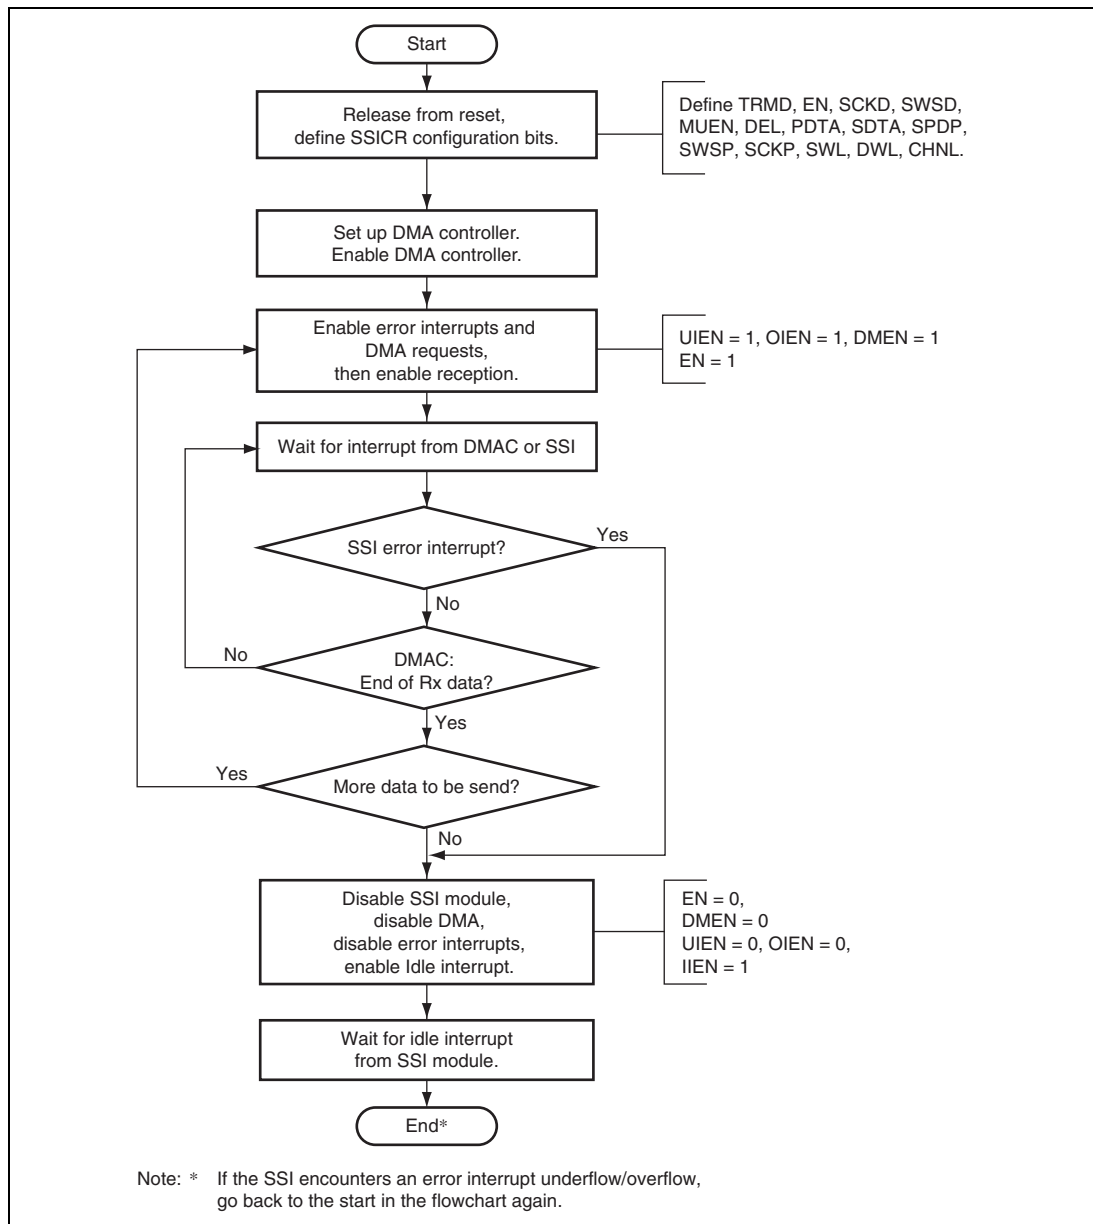 Start
Release from reset,
define SSICR configuration bits.
Define TRMD, EN, SCKD, SWSD,
MUEN, DEL, PDTA, SDTA, SPDP,
SWSP, SCKP, SWL, DWL, CHNL.
Set up DMA controller.
Enable DMA controller.
Enable error interrupts and
DMA requests,
then enable reception.
UIEN = 1, OIEN = 1, DMEN = 1
EN = 1
Wait for interrupt from DMAC or SSI
SSI error interrupt?
Yes
No
DMAC:
End of Rx data?
No
Yes
More data to be send?
Yes
No
Disable SSI module,
disable DMA,
disable error interrupts,
enable Idle interrupt.
EN = 0,
DMEN = 0
UIEN = 0, OIEN = 0,
IIEN = 1
Wait for idle interrupt
from SSI module.
End*
Note: * If the SSI encounters an error interrupt underflow/overflow,
go back to the start in the flowchart again.